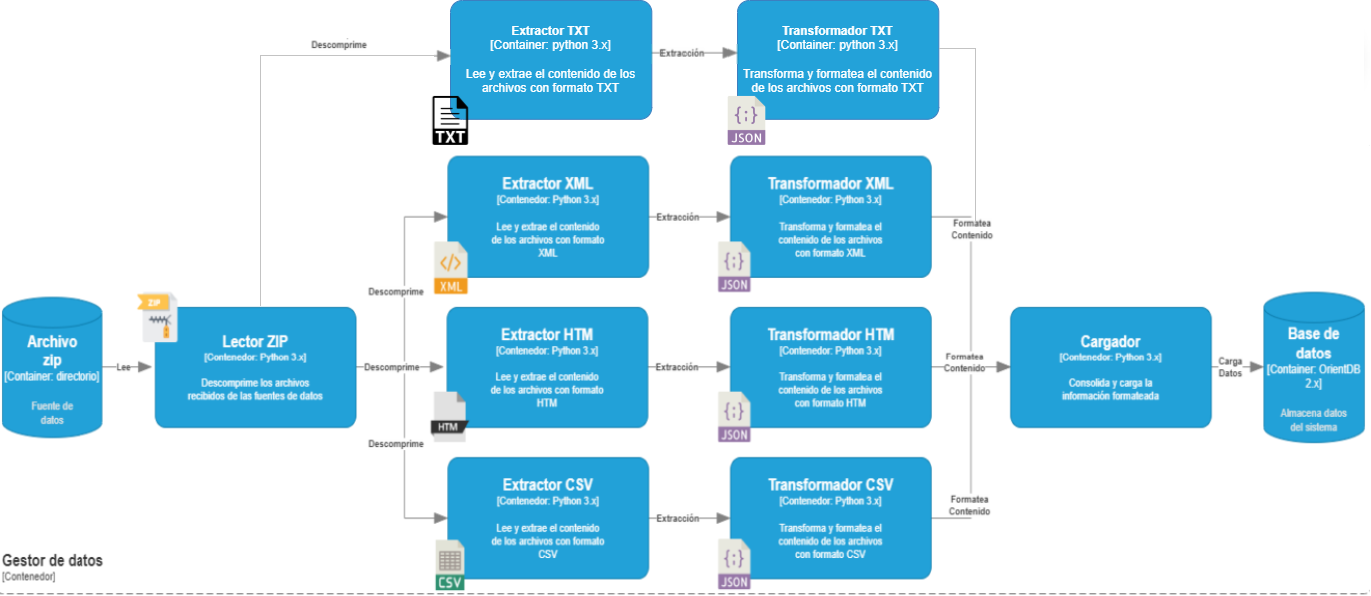 Extractor TXT
[Container: python 3.x]
Lee y extrae el contenido de los
archivos con formato TXT
TXT
Transformador TXT
[Container: python 3.x]
Transforma y formatea el contenido
de los archivos con formato TXT
{;}
JSON
Descomprime
Extracción
Extractor XML
[Contenedor: Python 3.x]
Lee y extrae el contenido
de los archivos con formato
XML
</>
XML
Extracción
Transformador XML
[Contenedor: Python 3.x]
Transforma y formatea el
contenido de los archivos
con formato XML
{;}
JSON
Formatea
Contenido
Descomprime
Archivo
zip
[Container: directorio]
Fuente de
datos
Lee
ZIP
Lector ZIP
[Contenedor: Python 3.x]
Descomprime los archivos
recibidos de las fuentes de datos
Descomprime
Extractor HTM
[Contenedor: Python 3.x]
Lee y extrae el contenido
de los archivos con formato
HTM
HTM
Extracción
Transformador HTM
[Contenedor: Python 3.x]
Transforma y formatea el
contenido de los archivos
con formato HTM
{;}
JSON
Formatea
Contenido
Cargador
[Contenedor: Python 3.x]
Consolida y carga la
información formateada
Carga
Datos
Base de
datos
[Container: OrientDB
2.x]
Almacena datos
del sistema
Descomprime
Extractor CSV
[Contenedor: Python 3.x]
Lee y extrae el contenido
de los archivos con formato
CSV
CSV
Extracción
Transformador CSV
[Contenedor: Python 3.x]
Transforma y formatea el
contenido de los archivos
con formato CSV
{;}
JSON
Formatea
Contenido
Gestor de datos
[Contenedor]